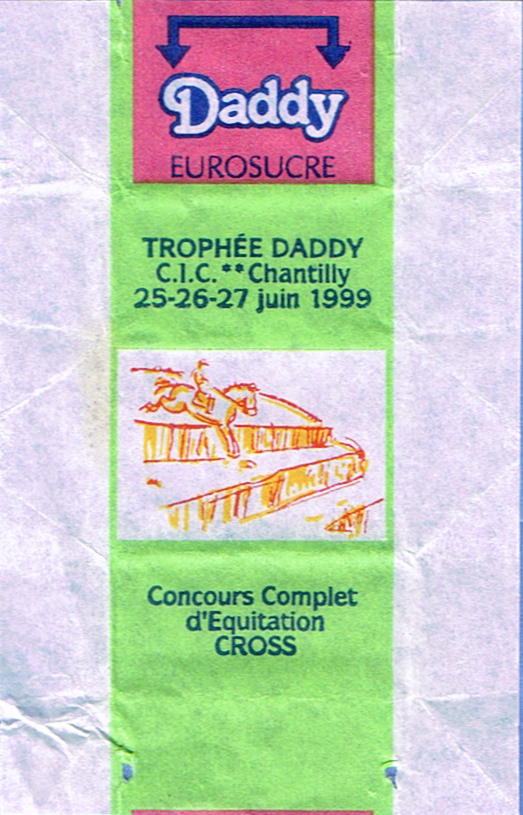 Daddy
EUROSUCRE
TROPHÉE DADDY
C.I.C.** Chantilly
25-26-27 juin 1999
Concours Complet
d'Equitation
CROSS